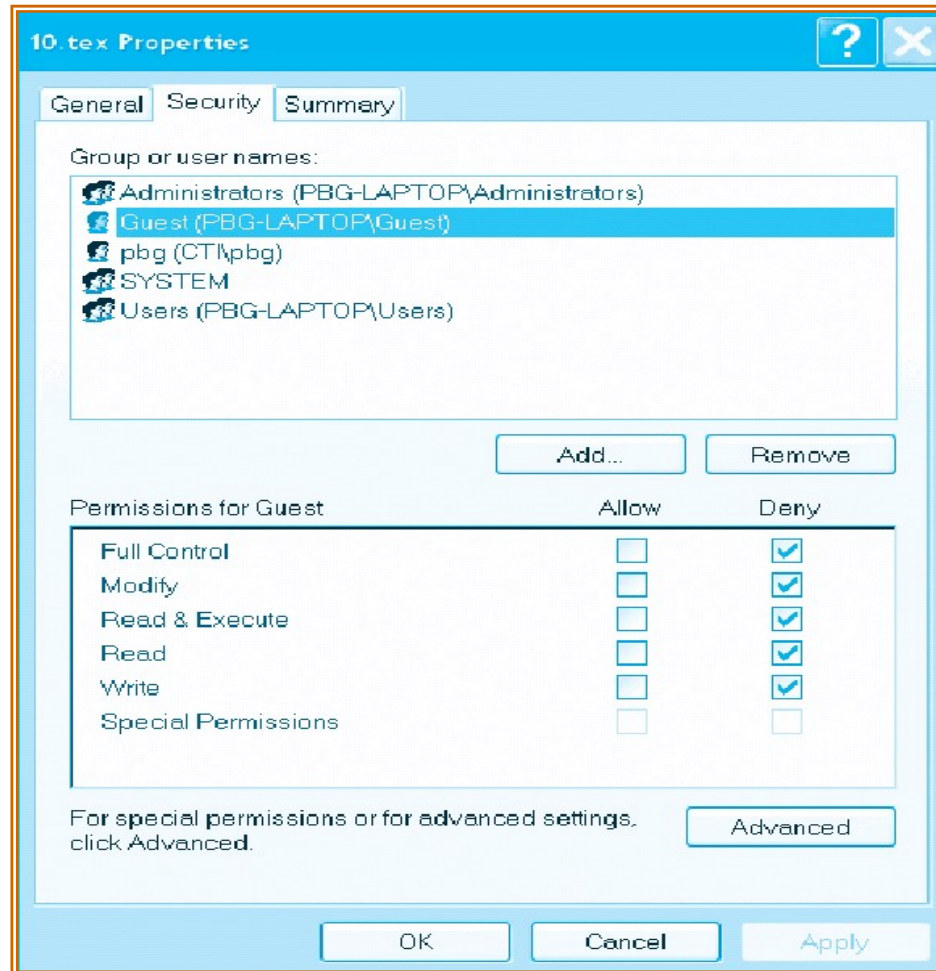 10.tex Properties
General Security Summary
Group or user names:
Administrators (PBG-LAPTOP\Administrators)
Guest (PBG-LAPTOP\Guest)
pbg (CTI\pbg)
SYSTEM
Users (PBG-LAPTOP\Users)
Add... Remove
Permissions for Guest Allow Deny
Full Control
Modify
Read & Execute
Read
Write
Special Permissions
For special permissions or for advanced settings,
click Advanced.
Advanced
OK Cancel Apply